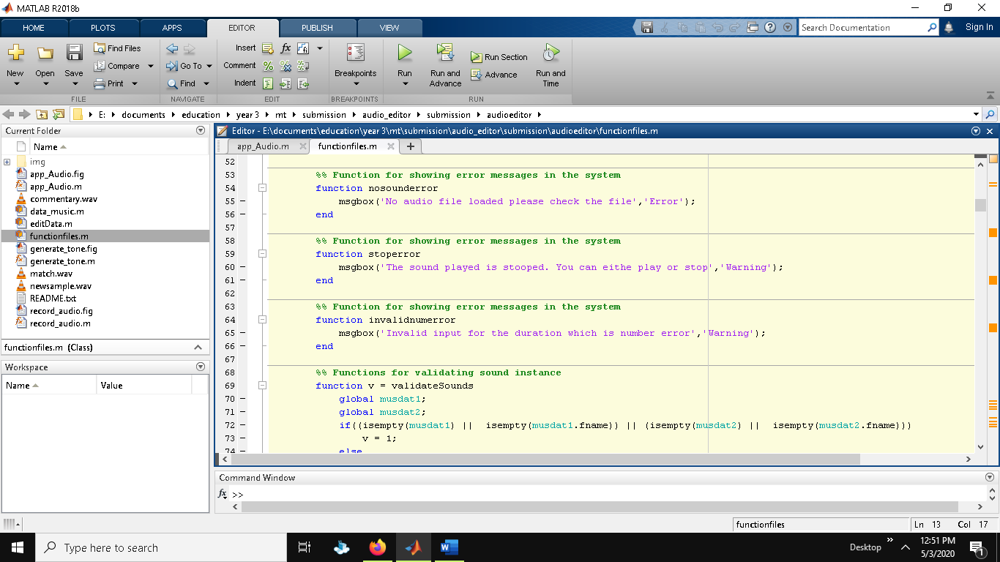 MATLAB R2018b
HOME PLOTS APPS EDITOR PUBLISH VIEW
Search Documentation
Sign In
New
Open
Save
Find Files
Compare
Print
FILE
Go To
Find
NAVIGATE
Insert
fx
Comment
Indent
EDIT
Breakpoints
BREAKPOINTS
Run
Run and Advance
Run Section
Advance
Run and Time
RUN
E: documents education year 3 mt submission audio_editor submission audioeditor
Current Folder
Name
img
app_Audio.fig
app_Audio.m
commentary.wav
data_music.m
editData.m
functionfiles.m
generate_tone.fig
generate_tone.m
match.wav
newsample.wav
README.txt
record_audio.fig
record_audio.m
functionfiles.m (Class)
Workspace
Name Value
Editor - E:\documents\education\year 3\mt\submission\audio_editor\submission\audioeditor\functionfiles.m
app_Audio.m functionfiles.m
52
53 %% Function for showing error messages in the system
54 function nosounderror
55 – msgbox('No audio file loaded please check the file','Error');
56 – end
57
58 %% Function for showing error messages in the system
59 function stoperror
60 – msgbox('The sound played is stooped. You can eithe play or stop','Warning');
61 – end
62
63 %% Function for showing error messages in the system
64 function invalidnumerror
65 – msgbox('Invalid input for the duration which is number error','Warning');
66 – end
67
68 %% Functions for validating sound instance
69 function v = validateSounds
70 – global musdat1;
71 – global musdat2;
72 – if((isempty(musdat1) || isempty(musdat1.fname)) || (isempty(musdat2) || isempty(musdat2.fname)))
73 – v = 1;
74 – else
Command Window
fx >>
functionfiles Ln 13 Col 17
Type here to search
Desktop
12:51 PM
5/3/2020
1